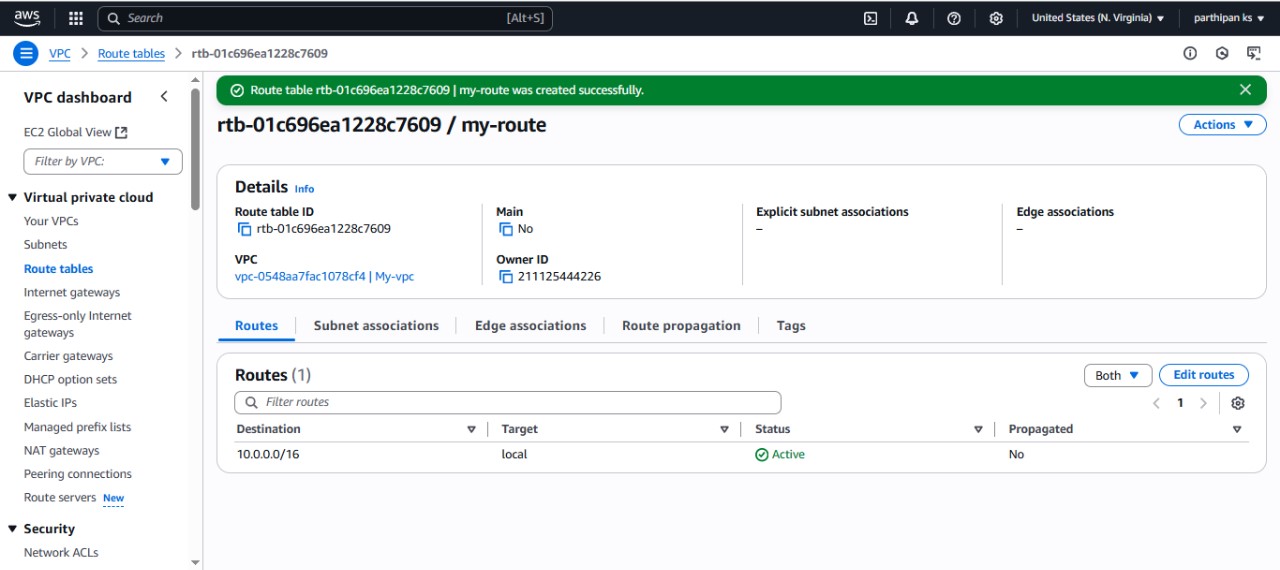 aws
Search [Alt+S] United States (N. Virginia) parthipan ks
VPC Route tables rtb-01c696ea1228c7609
VPC dashboard
EC2 Global View
Filter by VPC:
Virtual private cloud
Your VPCs
Subnets
Route tables
Internet gateways
Egress-only Internet
gateways
Carrier gateways
DHCP option sets
Elastic IPs
Managed prefix lists
NAT gateways
Peering connections
Route servers New
Security
Network ACLs
Route table rtb-01c696ea1228c7609 | my-route was created successfully.
rtb-01c696ea1228c7609 / my-route
Actions
Details Info
Route table ID
rtb-01c696ea1228c7609
Main
No
Explicit subnet associations
–
Edge associations
–
VPC
vpc-0548aa7fac1078cf4 | My-vpc
Owner ID
211125444226
Routes Subnet associations Edge associations Route propagation Tags
Routes (1)
Both Edit routes
Filter routes
1
Destination Target Status Propagated
10.0.0.0/16 local Active No